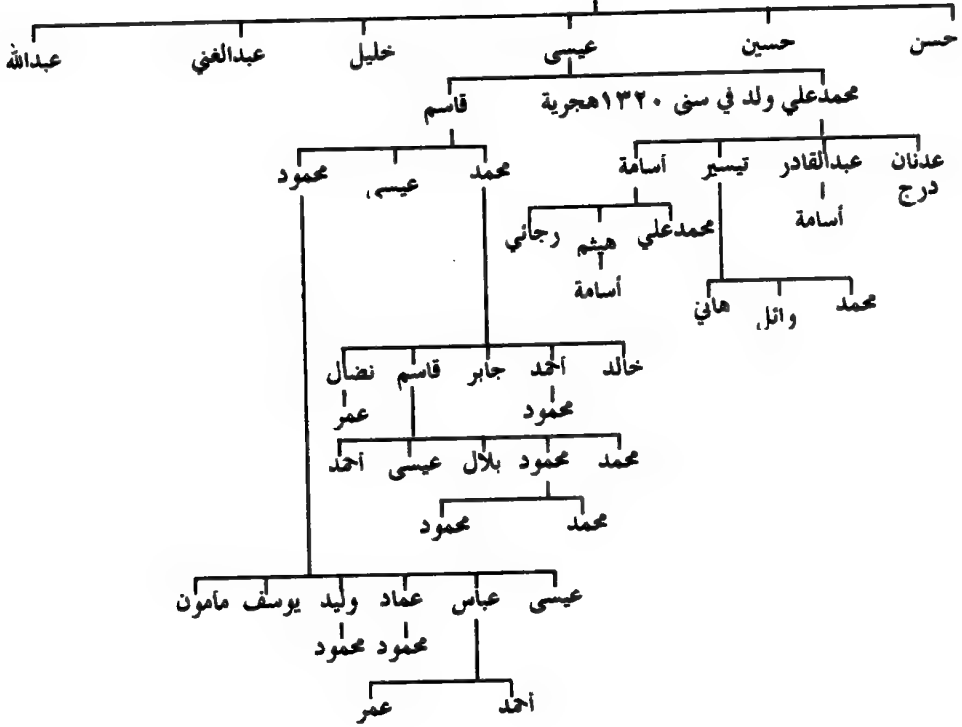 حسن حسين عيسى خليل عبدالغني عبدالله
محمدعلي ولد في سنى ١٣٢٠هجرية قاسم
عدنان عبدالقادر تيسير أسامة محمد عيسى محمود
درج أسامة
محمدعلي هيثم رجائي
أسامة
محمد وائل هاني
خالد أحمد جابر قاسم نضال
محمود عمر
محمد محمود بلال عيسى أحمد
محمد محمود
عيسى عباس عماد وليد يوسف مأمون
محمود محمود
أحمد عمر